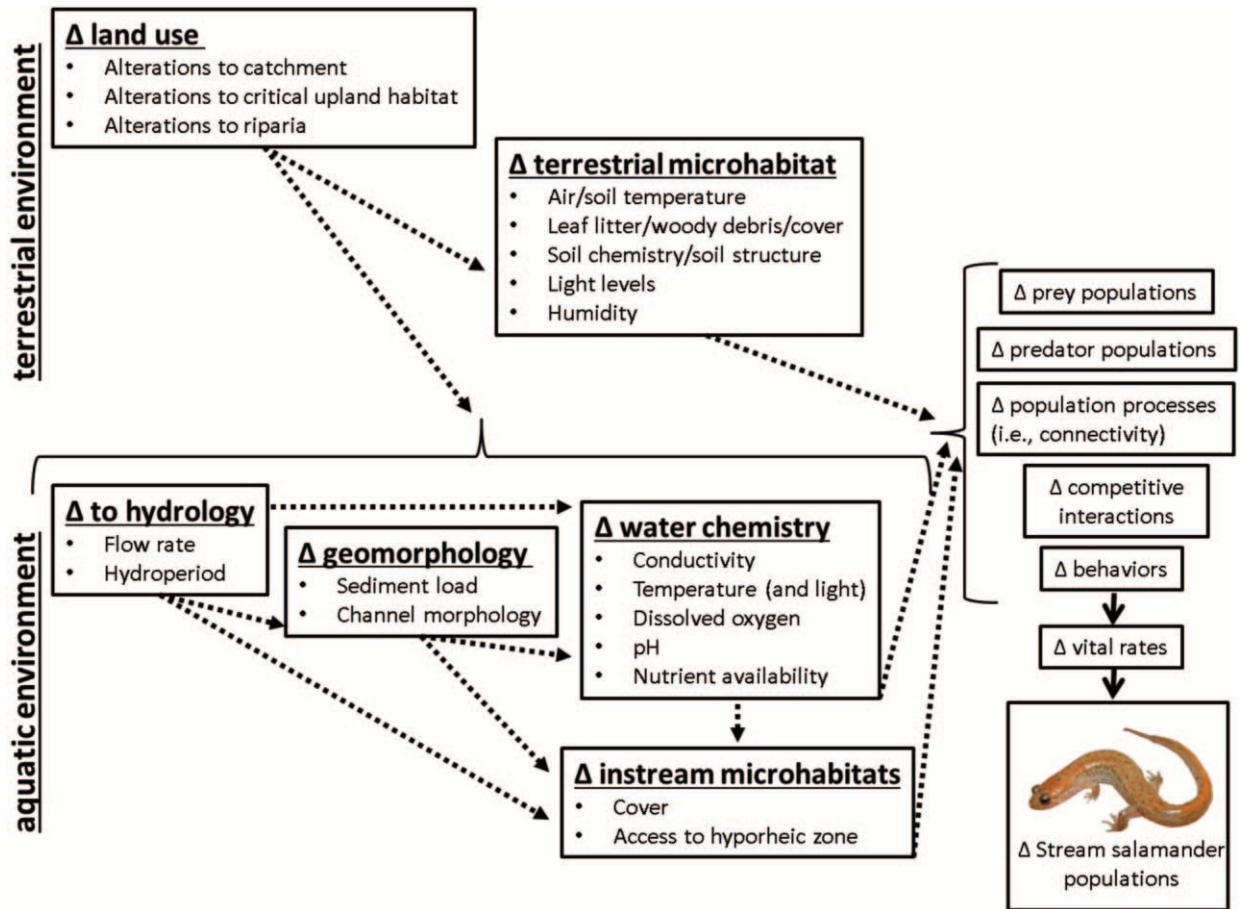 terrestrial environment
Δ land use
• Alterations to catchment
• Alterations to critical upland habitat
• Alterations to riparia
Δ terrestrial microhabitat
• Air/soil temperature
• Leaf litter/woody debris/cover
• Soil chemistry/soil structure
• Light levels
• Humidity
aquatic environment
Δ to hydrology
• Flow rate
• Hydroperiod
Δ geomorphology
• Sediment load
• Channel morphology
Δ water chemistry
• Conductivity
• Temperature (and light)
• Dissolved oxygen
• pH
• Nutrient availability
Δ instream microhabitats
• Cover
• Access to hyporheic zone
Δ prey populations
Δ predator populations
Δ population processes
(i.e., connectivity)
Δ competitive
interactions
Δ behaviors
Δ vital rates
Δ Stream salamander
populations